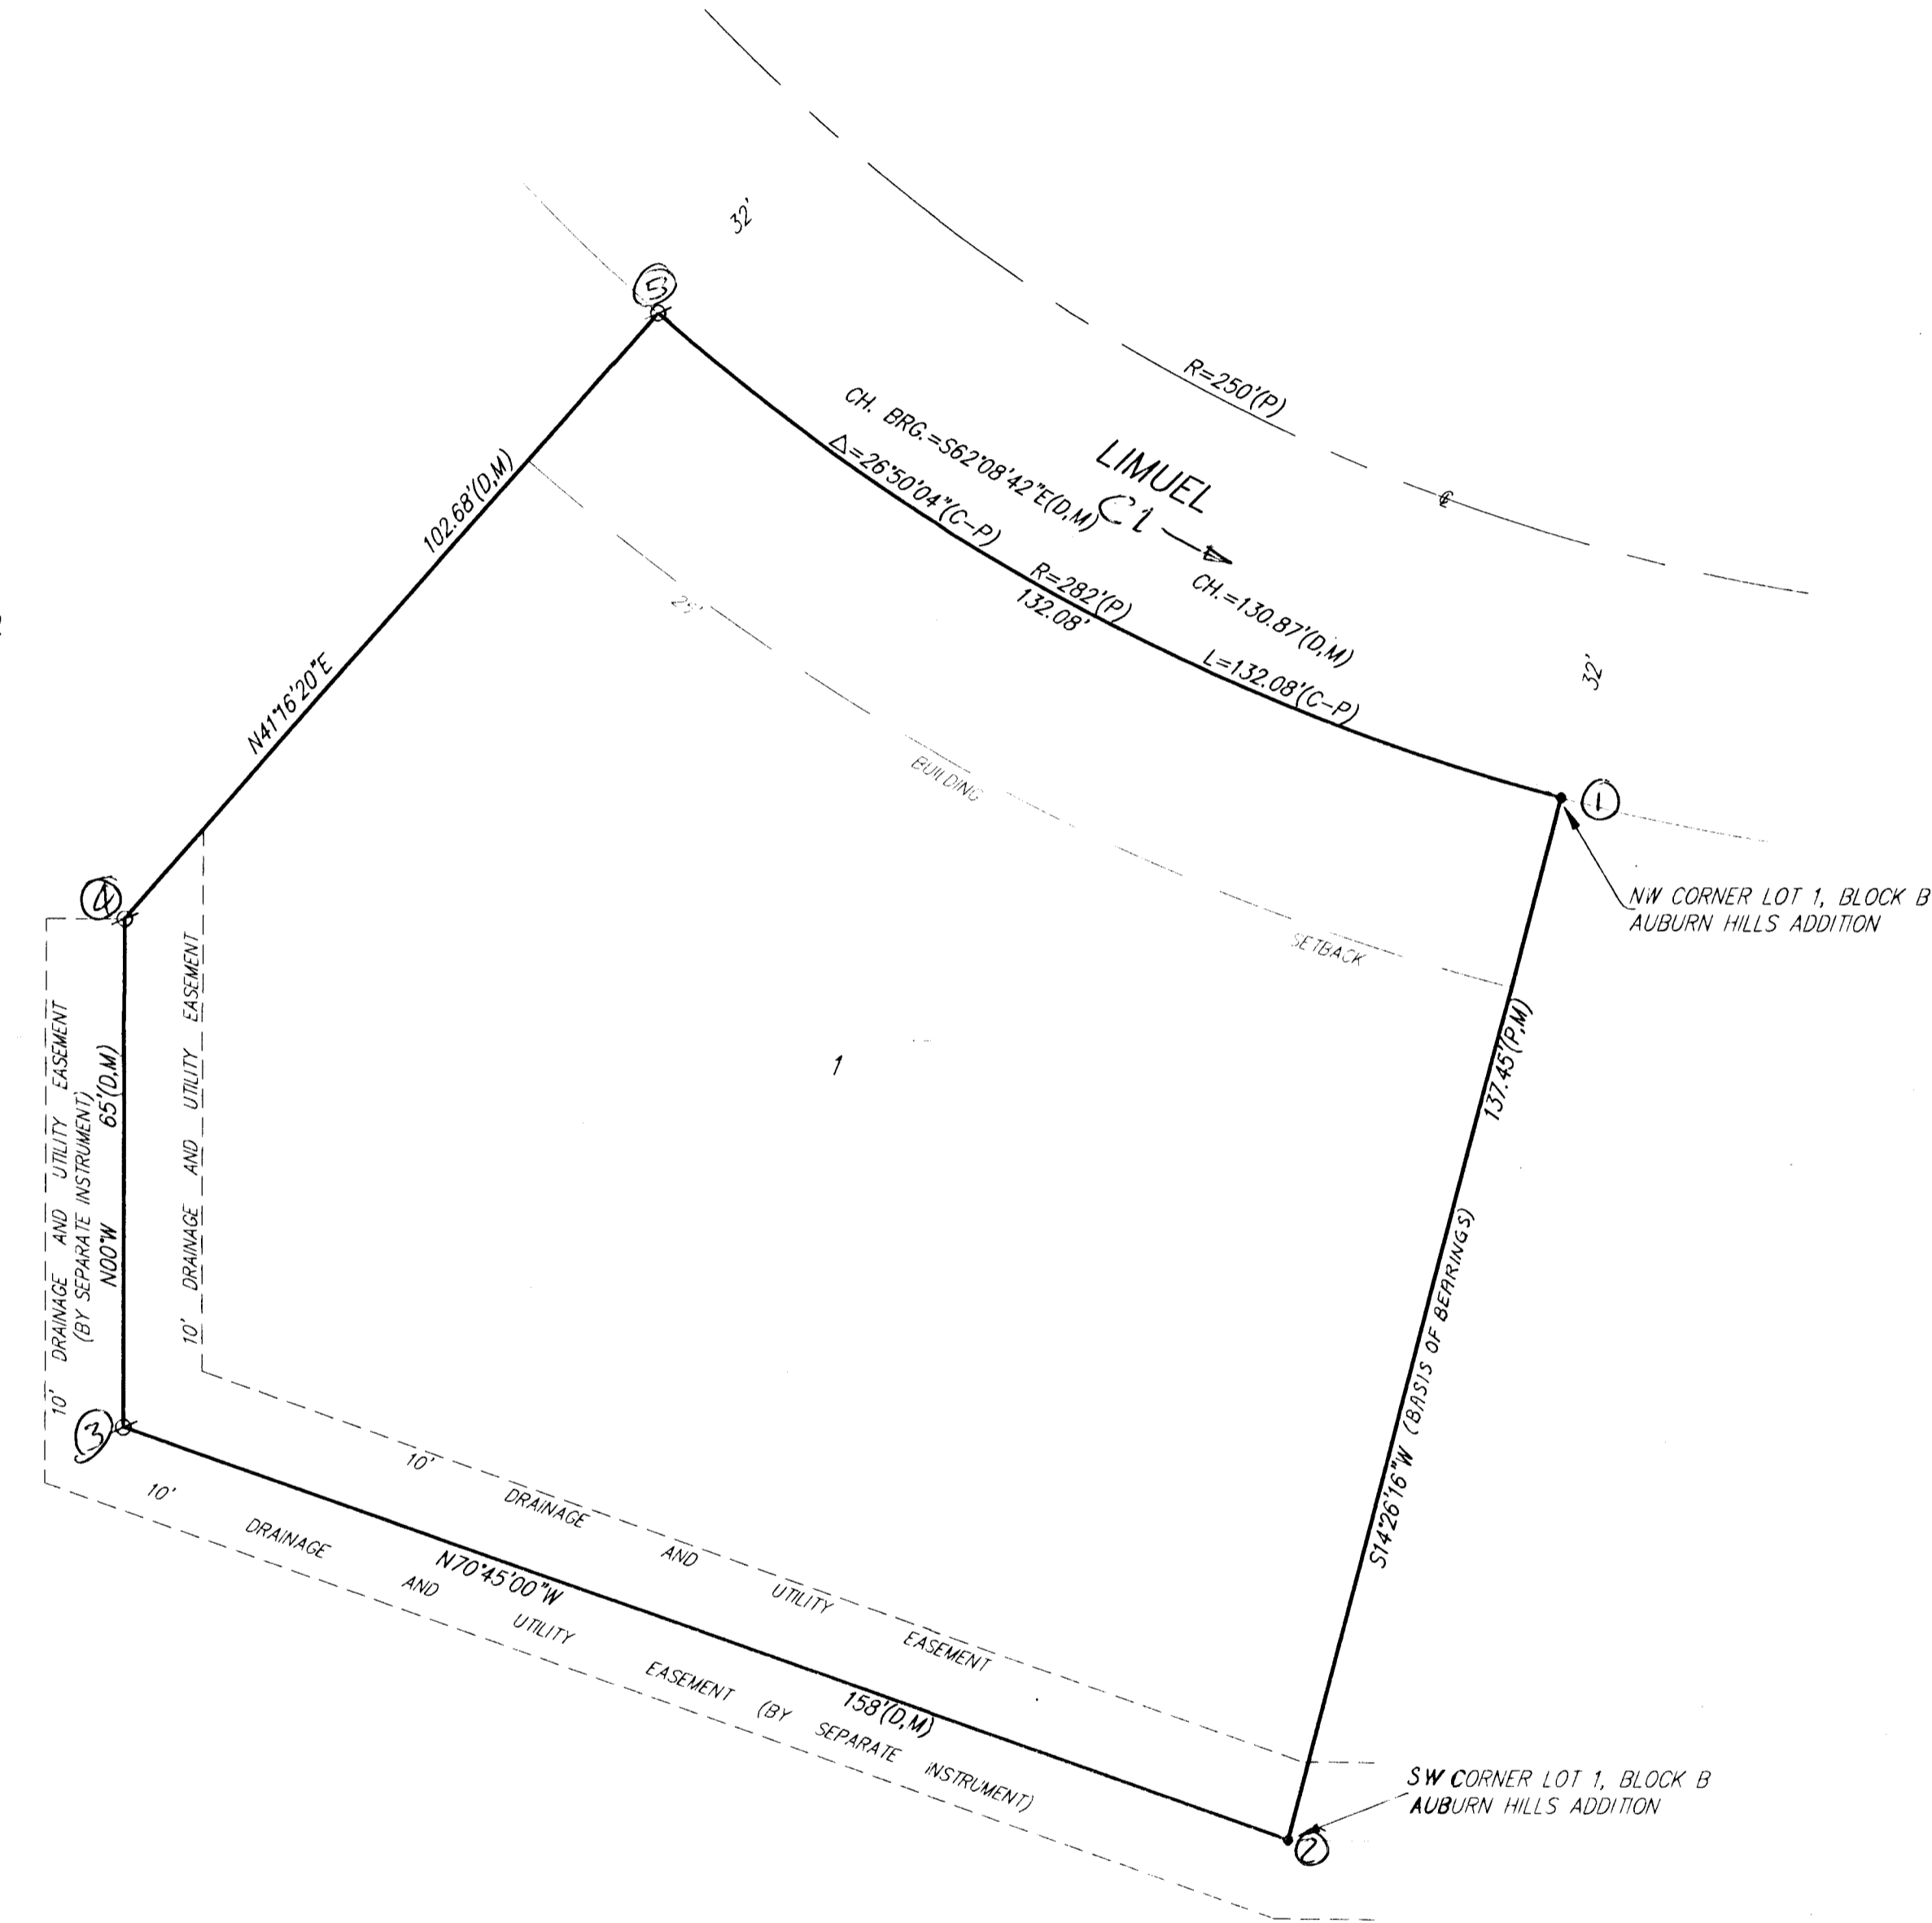 32'
5
R=250'(P)
CH. BRG.=S62°08'42"E(D,M)
Δ=26°50'04"(C-P)
LIMUEL
Ct
℄
R=282'(P)
132.08'
CH.=130.87'(D,M)
L=132.08'(C-P)
32'
102.68'(D,M)
N41°16'20"E
25'
BUILDING
SETBACK
1
NW CORNER LOT 1, BLOCK B
AUBURN HILLS ADDITION
4
10' DRAINAGE AND UTILITY EASEMENT
(BY SEPARATE INSTRUMENT)
N00°W 65'(D,M)
10' DRAINAGE AND UTILITY EASEMENT
1
137.45'(P,M)
S14°26'16"W (BASIS OF BEARINGS)
3
10' DRAINAGE AND UTILITY EASEMENT
N70°45'00"W 158'(D,M)
10' DRAINAGE AND UTILITY EASEMENT (BY SEPARATE INSTRUMENT)
SW CORNER LOT 1, BLOCK B
AUBURN HILLS ADDITION
2